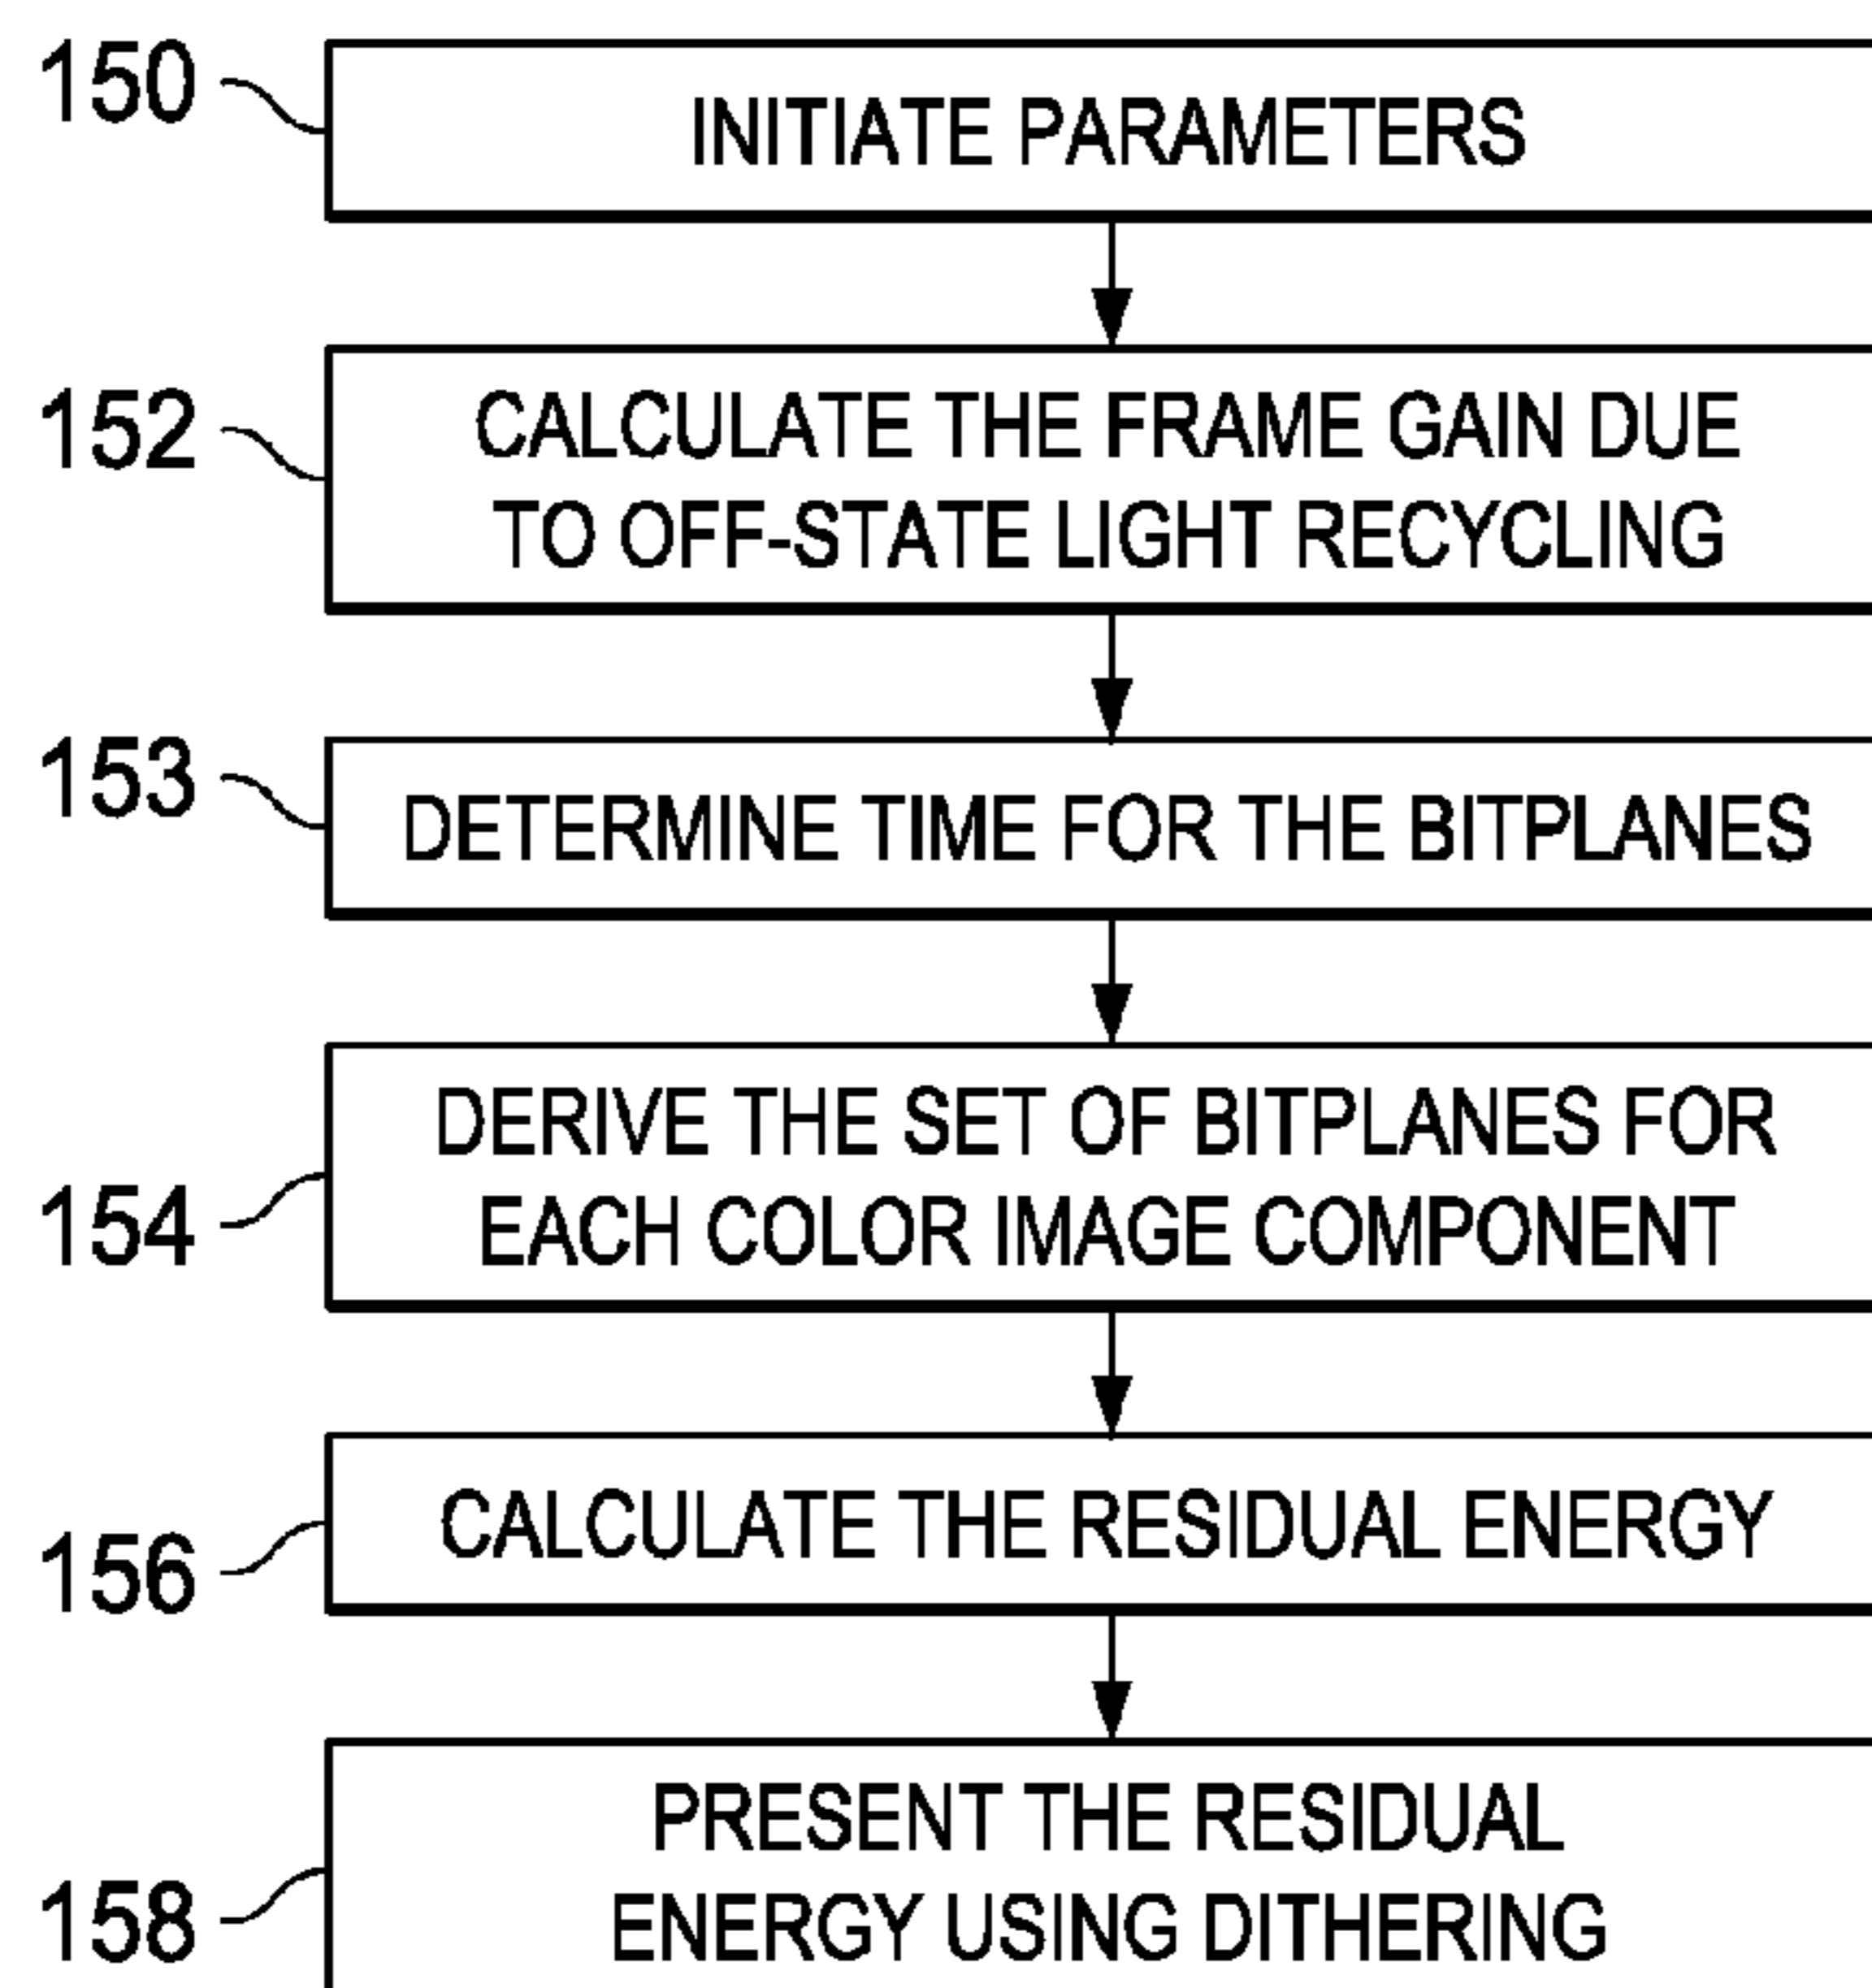 150
INITIATE PARAMETERS
152
CALCULATE THE FRAME GAIN DUE
TO OFF-STATE LIGHT RECYCLING
153
DETERMINE TIME FOR THE BITPLANES
154
DERIVE THE SET OF BITPLANES FOR
EACH COLOR IMAGE COMPONENT
156
CALCULATE THE RESIDUAL ENERGY
158
PRESENT THE RESIDUAL
ENERGY USING DITHERING